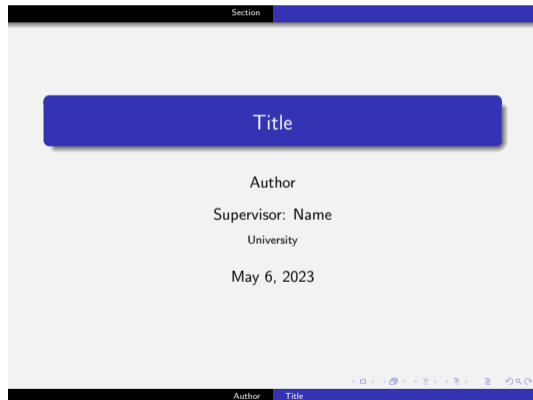 Section
Title
Author
Supervisor: Name
University
May 6, 2023
Author Title